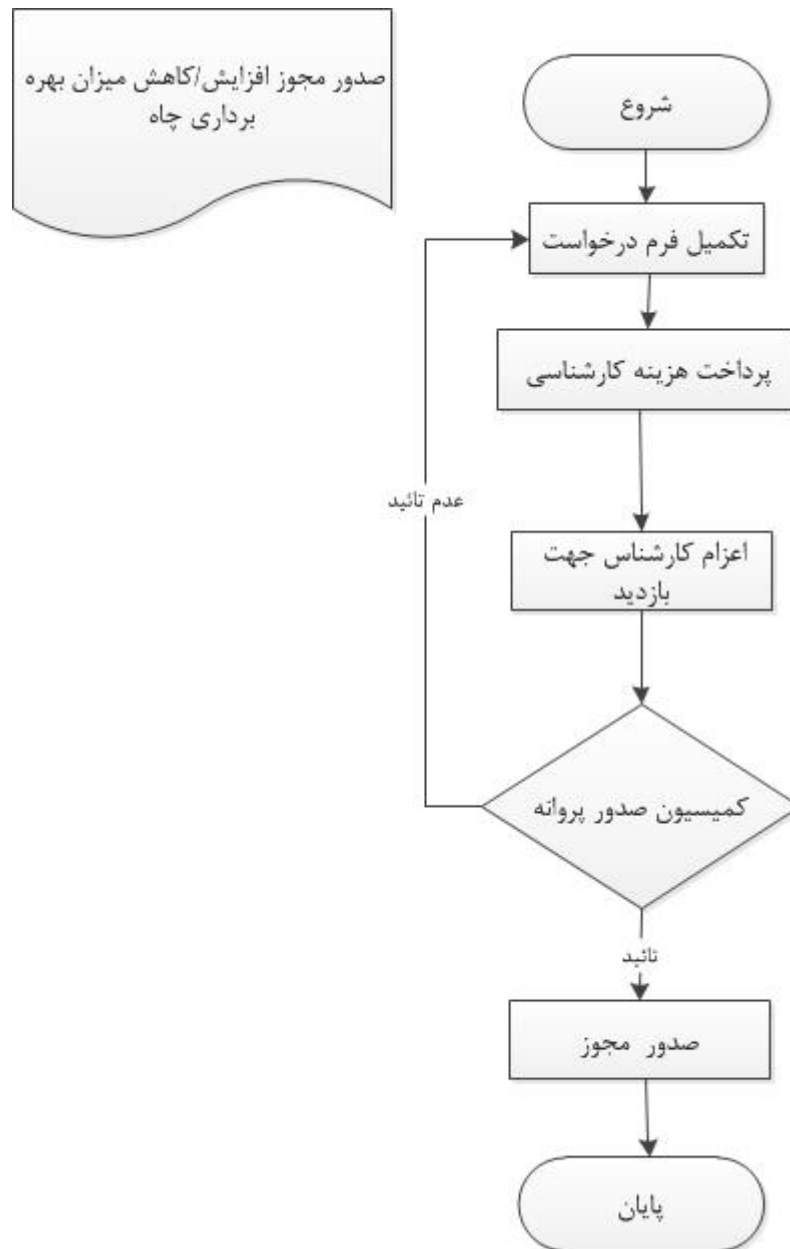 صدور مجوز افزایش/کاهش میزان بهره
برداری چاه
شروع
تکمیل فرم درخواست
پرداخت هزینه کارشناسی
عدم تائید
اعزام کارشناس جهت
بازدید
کمیسیون صدور پروانه
تائید
صدور مجوز
پایان